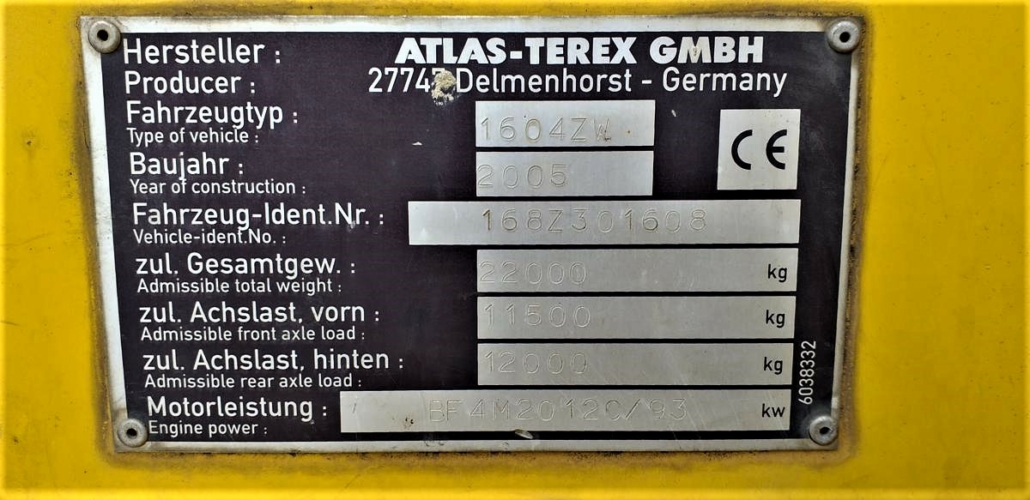 Hersteller : ATLAS-TEREX GMBH
Producer : Delmenhorst - Germany
Fahrzeugtyp :
Type of vehicle : 1604ZW
Baujahr :
Year of construction : 2005
CE
Fahrzeug-Ident.Nr. :
Vehicle-ident.No. : 168Z301608
zul. Gesamtgew. :
Admissible total weight : 22000 kg
zul. Achslast, vorn :
Admissible front axle load : 11500 kg
zul. Achslast, hinten :
Admissible rear axle load : 12000 kg
Motorleistung :
Engine power : BF4M2012C/93 kw
6038332